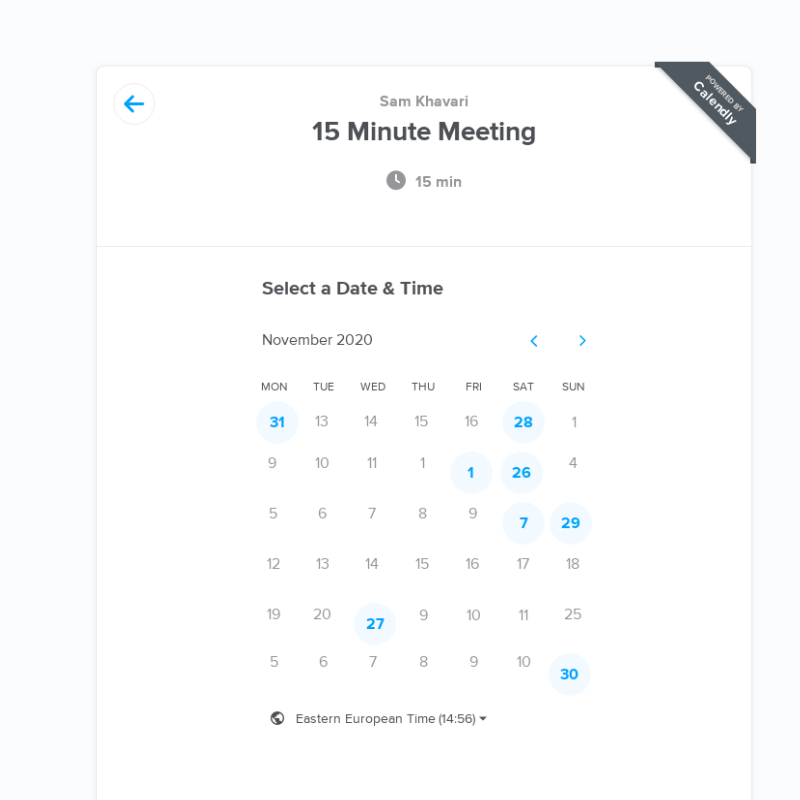 POWERED BY
Calendly
Sam Khavari
15 Minute Meeting
15 min
Select a Date & Time
November 2020
MON TUE WED THU FRI SAT SUN
31 13 14 15 16 28 1
9 10 11 1 1 26 4
5 6 7 8 9 7 29
12 13 14 15 16 17 18
19 20 27 9 10 11 25
5 6 7 8 9 10 30
Eastern European Time (14:56)